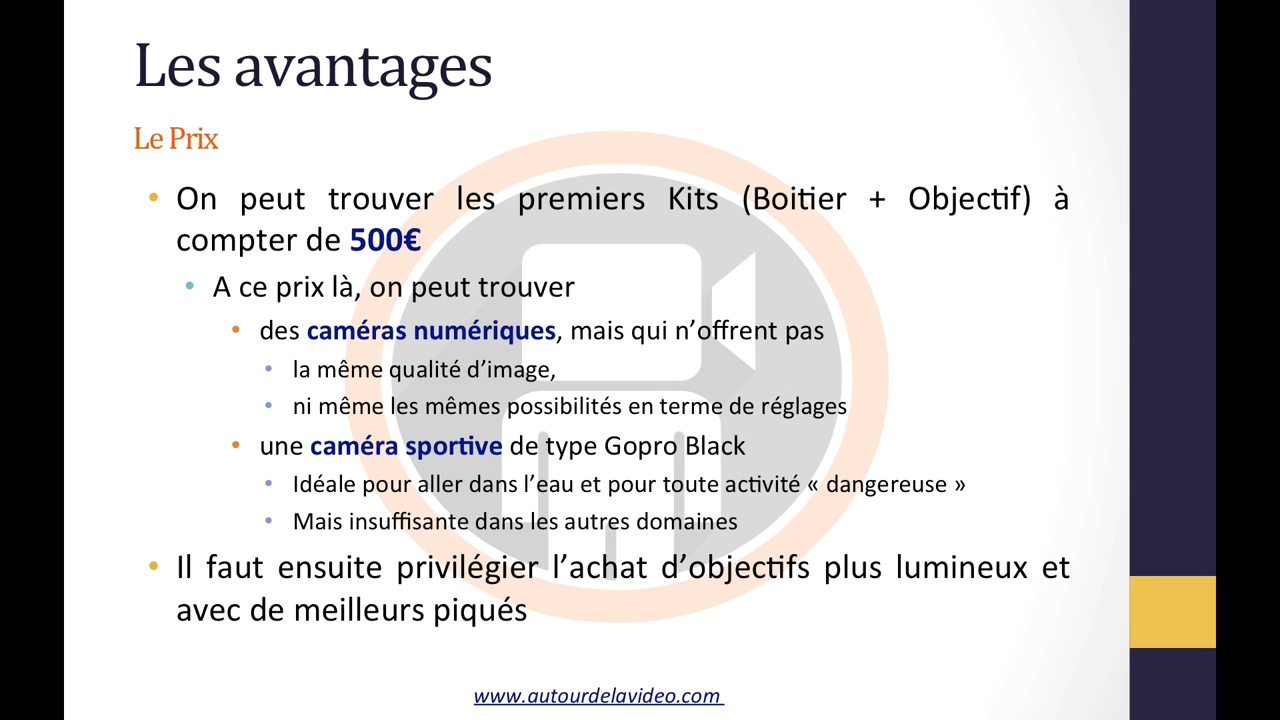 Les avantages
Le Prix
• On peut trouver les premiers Kits (Boitier + Objectif) à
compter de 500€
• A ce prix là, on peut trouver
• des caméras numériques, mais qui n’offrent pas
• la même qualité d’image,
• ni même les mêmes possibilités en terme de réglages
• une caméra sportive de type Gopro Black
• Idéale pour aller dans l’eau et pour toute activité « dangereuse »
• Mais insuffisante dans les autres domaines
• Il faut ensuite privilégier l’achat d’objectifs plus lumineux et
avec de meilleurs piqués
www.autourdelavideo.com